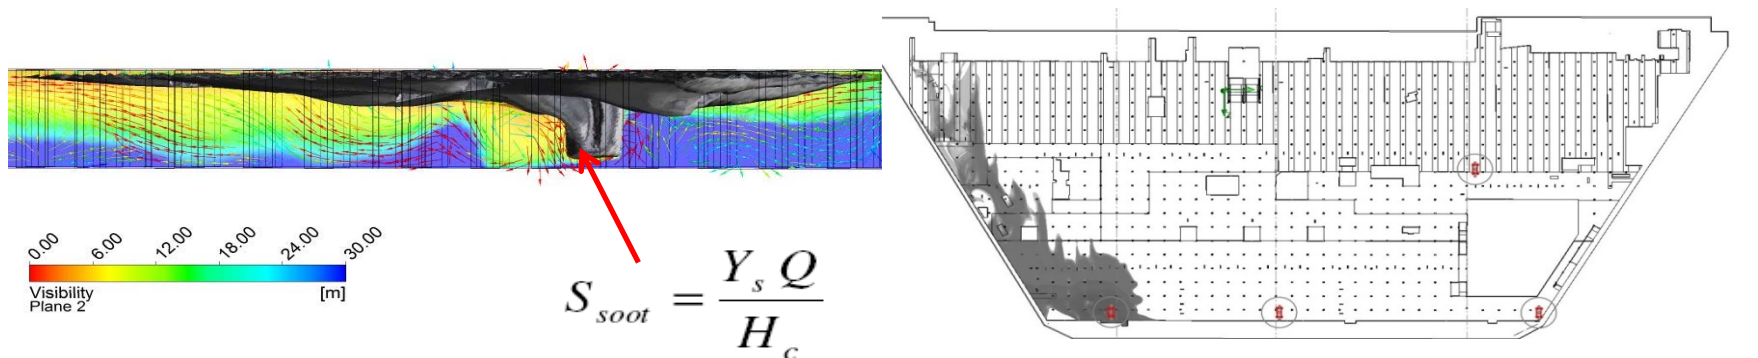 0.00 6.00 12.00 18.00 24.00 30.00
Visibility [m]
Plane 2
S_soot = Y_s Q / H_c